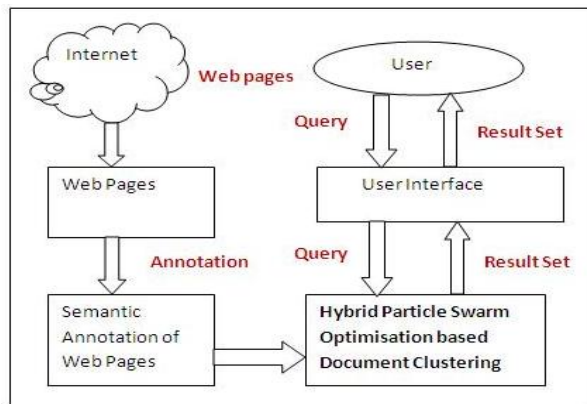 Internet
Web pages
User
Query
Result Set
Web Pages
User Interface
Annotation
Query
Result Set
Semantic
Annotation of
Web Pages
Hybrid Particle Swarm
Optimisation based
Document Clustering